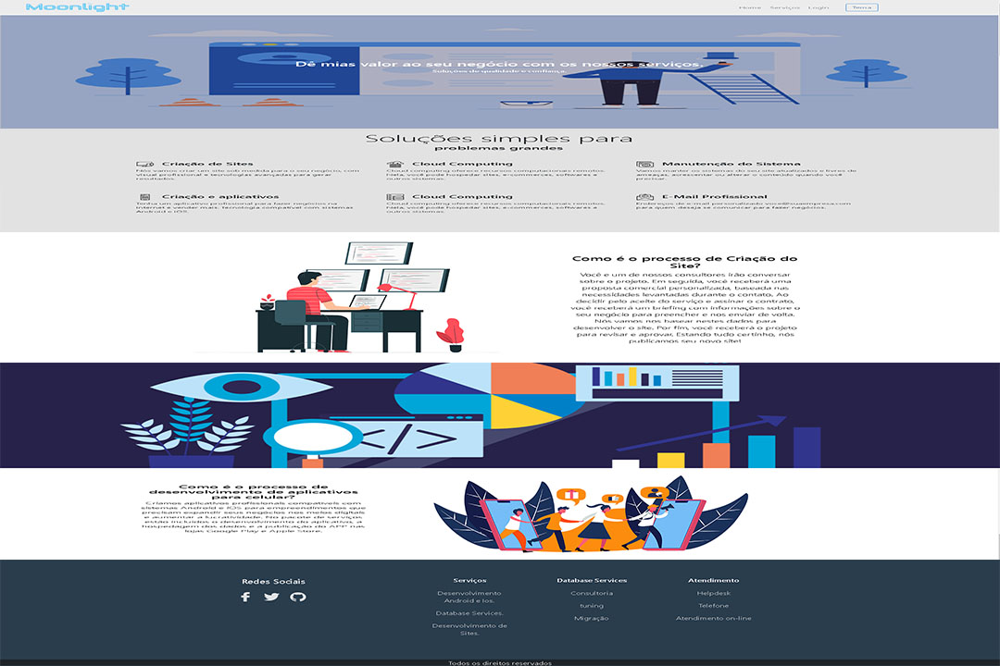 Moonlight
Home Serviços Login Tema
Dê mias valor ao seu negócio com os nossos serviços.
Soluções de qualidade e confiança.
Soluções simples para
problemas grandes
Criação de Sites
Nós vamos criar um site sob medida para o seu negócio, com
visual profissional e tecnologias avançadas para gerar
resultados.
Cloud Computing
Cloud computing oferece recursos computacionais remotos.
Nela, você pode hospedar sites, e-commerces, softwares e
outros sistemas.
Manutenção do Sistema
Vamos manter os sistemas do seu site atualizados e livres de
ameaças, acrescentar ou alterar o conteúdo quando você
precisar.
Criação e aplicativos
Tenha um aplicativo profissional para fazer negócios na
Internet e vender mais. Tecnologia compatível com sistemas
Android e IOS.
Cloud Computing
Cloud computing oferece recursos computacionais remotos.
Nela, você pode hospedar sites, e-commerces, softwares e
outros sistemas.
E-Mail Profissional
Endereços de e-mail personalizado voce@suaempresa.com
para quem deseja se comunicar para fazer negócios.
Como é o processo de Criação do
Site?
Você e um de nossos consultores irão conversar
sobre o projeto. Em seguida, você receberá uma
proposta comercial personalizada, baseada nas
necessidades levantadas durante o contato. Ao
decidir pelo aceite do serviço e assinar o contrato,
você receberá um briefing com informações sobre o
seu negócio para preencher e nos enviar de volta.
Nós vamos nos basear nestes dados para
desenvolver o site. Por fim, você receberá o projeto
para revisar e aprovar. Estando tudo certinho, nós
publicamos seu novo site!
</>
Como é o processo de
desenvolvimento de aplicativos
para celular?
Criamos aplicativos profissionais compatíveis com
sistemas Android e IOS para empreendimentos que
precisam expandir seus negócios nos meios digitais
e aumentar a lucratividade. No pacote de serviços
estão incluídos o desenvolvimento do aplicativo, a
hospedagem dos dados e a publicação do APP nas
lojas Google Play e Apple Store.
Redes Sociais
Serviços
Desenvolvimento
Android e Ios.
Database Services.
Desenvolvimento de
Sites.
Database Services
Consultoria
tuning
Migração
Atendimento
Helpdesk
Telefone
Atendimento on-line
Todos os direitos reservados